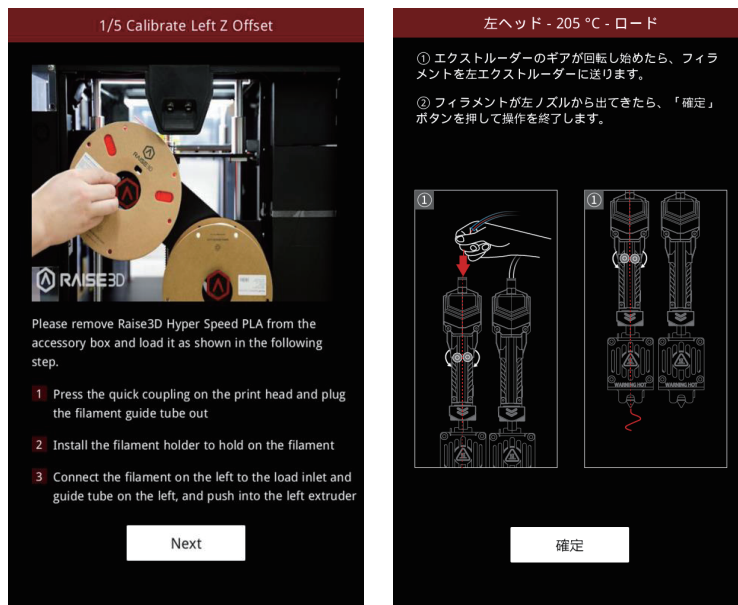 1/5 Calibrate Left Z Offset
RAISE3D
RAISE3D
Please remove Raise3D Hyper Speed PLA from the
accessory box and load it as shown in the following
step.
1 Press the quick coupling on the print head and plug
the filament guide tube out
2 Install the filament holder to hold on the filament
3 Connect the filament on the left to the load inlet and
guide tube on the left, and push into the left extruder
Next
左ヘッド - 205 °C - ロード
① エクストルーダーのギアが回転し始めたら、フィラ
メントを左エクストルーダーに送ります。
② フィラメントが左ノズルから出てきたら、「確定」
ボタンを押して操作を終了します。
①
①
WARNING HOT
WARNING HOT
確定